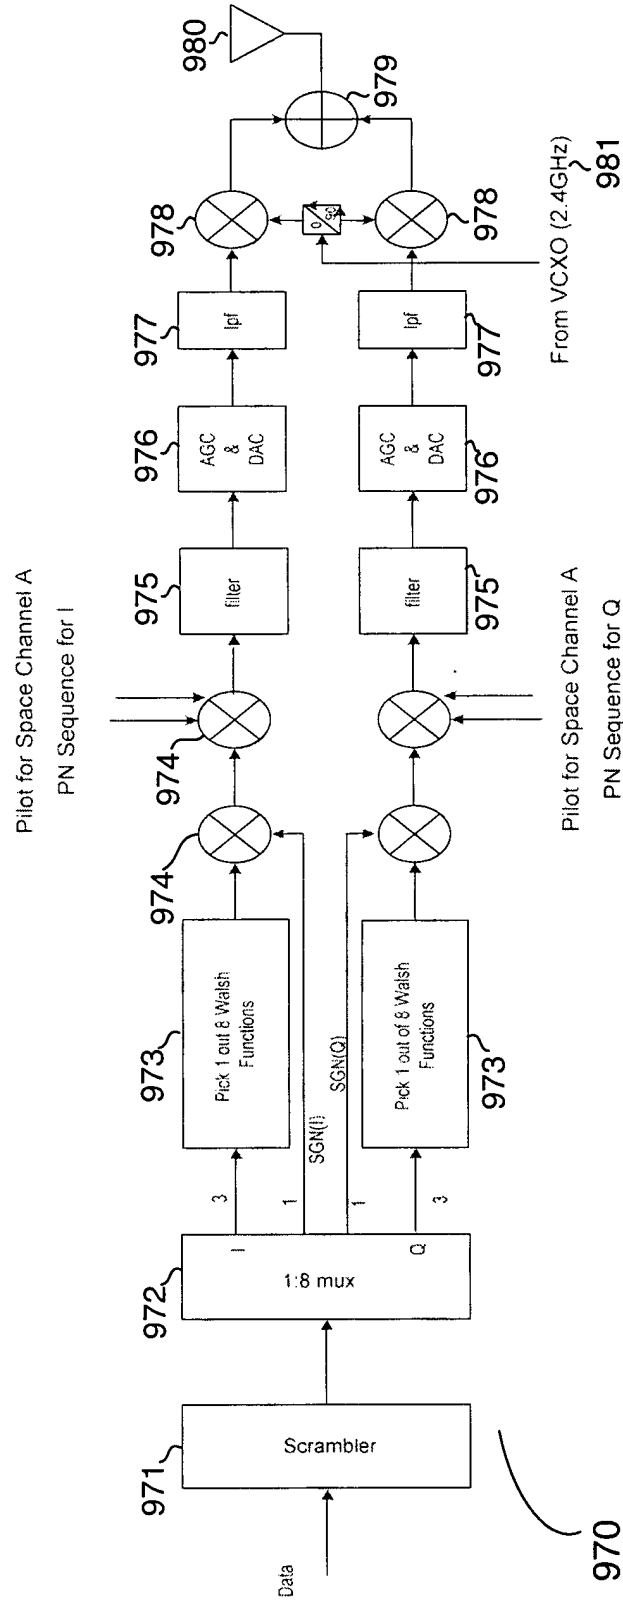 Pilot for Space Channel A
PN Sequence for I
971
972
973
974
974
975
976
977
978
980
Data
Scrambler
1:8 mux
I
Q
3
1
1
3
SGN(I)
SGN(Q)
Pick 1 out 8 Walsh
Functions
Pick 1 out of 8 Walsh
Functions
filter
filter
AGC
&
DAC
AGC
&
DAC
lpf
lpf
0
90
979
973
975
976
977
978
970
Pilot for Space Channel A
PN Sequence for Q
From VCXO (2.4GHz)
981